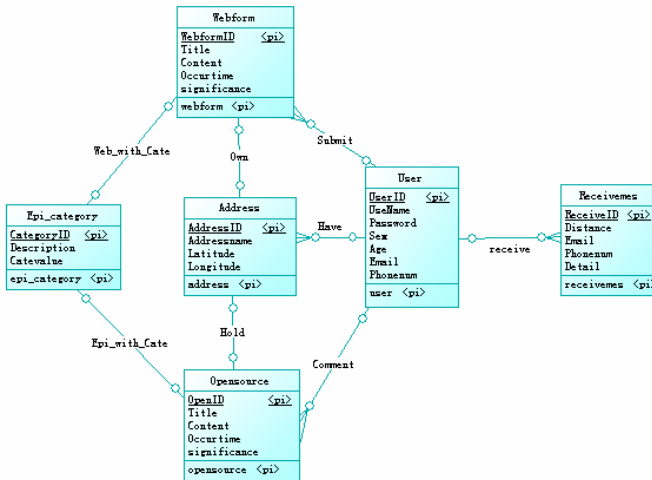 Webform
WebformID <pi>
Title
Content
Occurtime
significance
webform <pi>
Web_with_Cate
Own
Submit
Epi_category
CategoryID <pi>
Description
Catevalue
epi_category <pi>
Address
AddressID <pi>
Addressname
Latitude
Longitude
address <pi>
Have
User
UserID <pi>
UseName
Password
Sex
Age
Email
Phonenum
user <pi>
receive
Receivemes
ReceiveID <pi>
Distance
Email
Phonenum
Detail
receivemes <pi>
Epi_with_Cate
Hold
Comment
Opensource
OpenID <pi>
Title
Content
Occurtime
significance
opensource <pi>